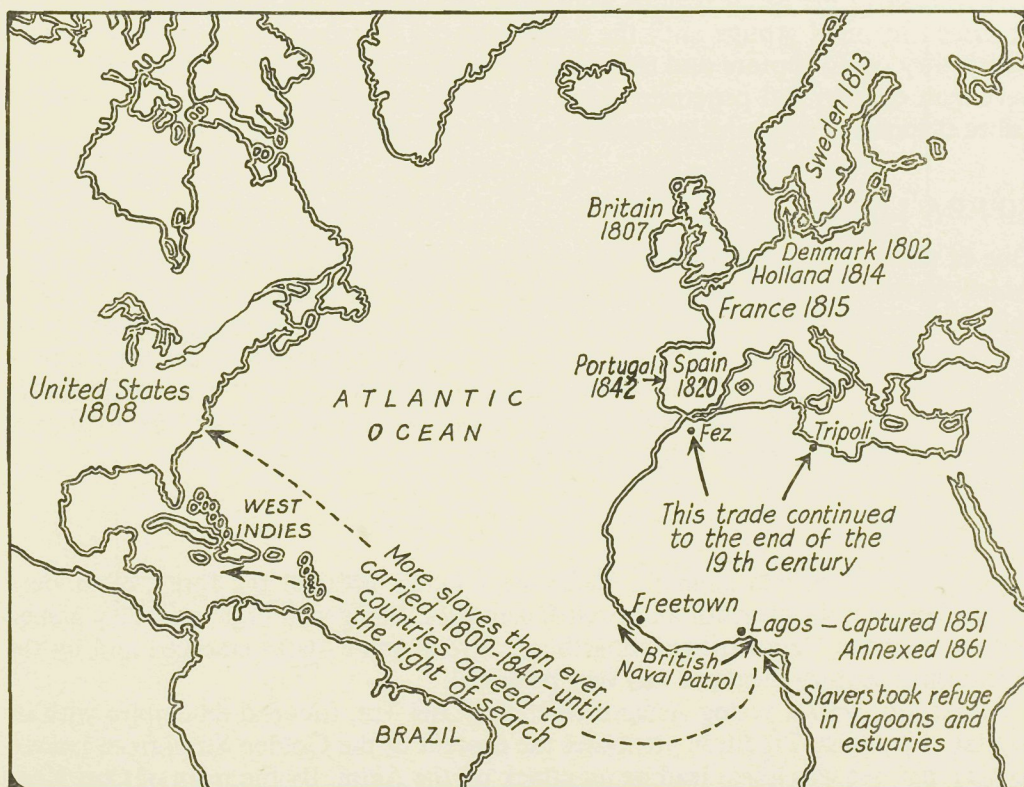 Sweden 1813
Britain
1807
Denmark 1802
Holland 1814
France 1815
Portugal
1842
Spain
1820
United States
1808
ATLANTIC
OCEAN
Fez
Tripoli
This trade continued
to the end of the
19th century
WEST
INDIES
More slaves than ever
carried-1800-1840-until
countries agreed to
the right of search
Freetown
Lagos – Captured 1851
Annexed 1861
British
Naval Patrol
Slavers took refuge
in lagoons and
estuaries
BRAZIL